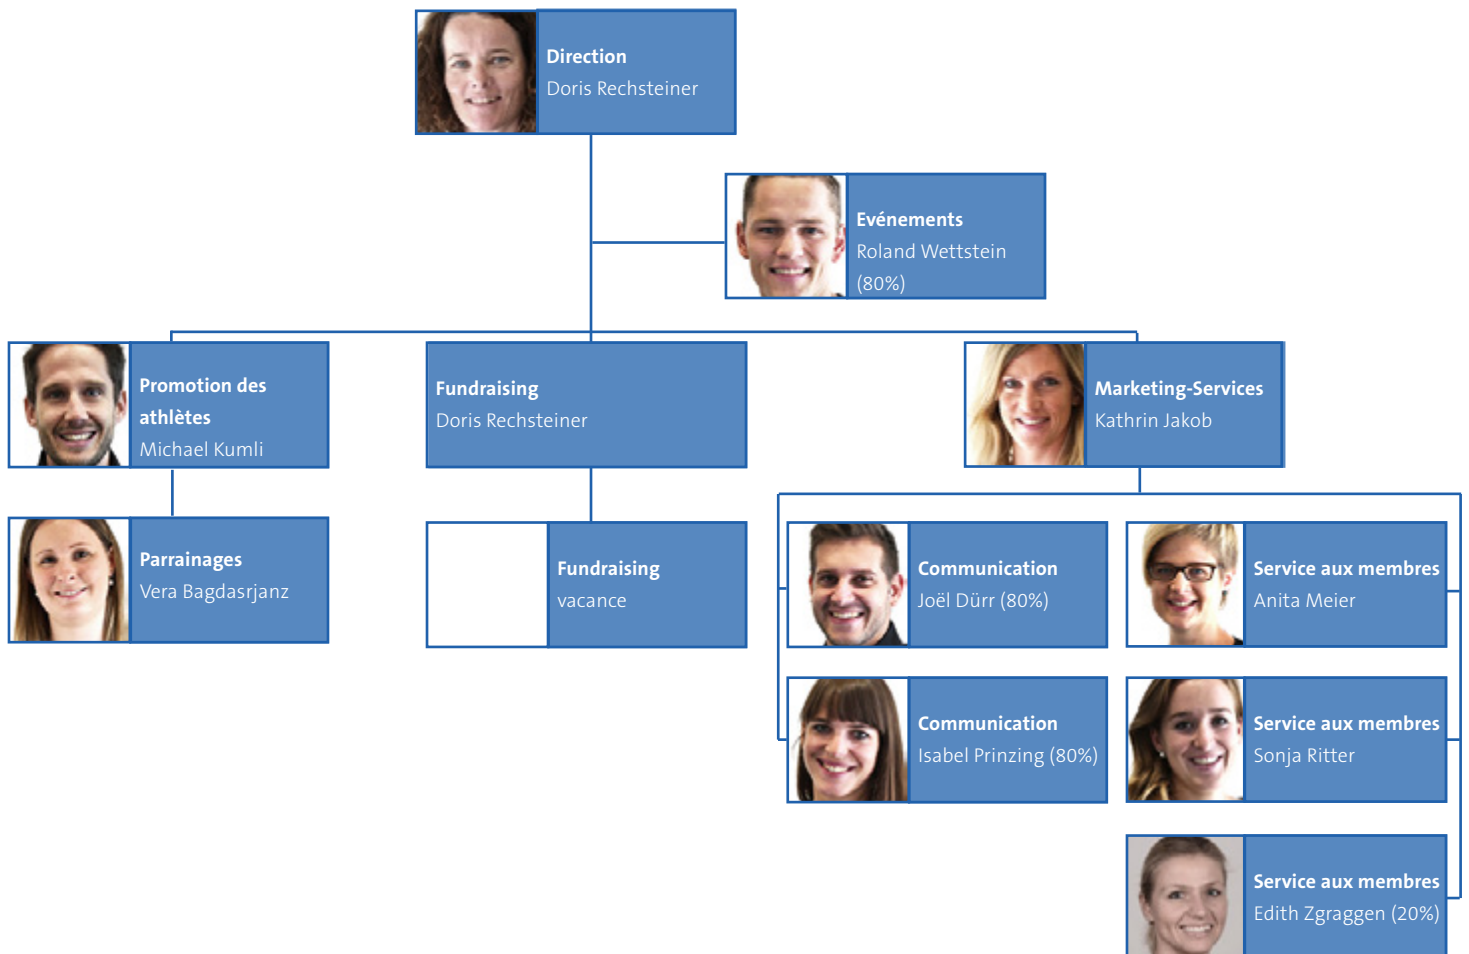 Direction
Doris Rechsteiner
Evénements
Roland Wettstein
(80%)
Promotion des
athlètes
Michael Kumli
Fundraising
Doris Rechsteiner
Marketing-Services
Kathrin Jakob
Parrainages
Vera Bagdasrjanz
Fundraising
vacance
Communication
Joël Dürr (80%)
Service aux membres
Anita Meier
Communication
Isabel Prinzing (80%)
Service aux membres
Sonja Ritter
Service aux membres
Edith Zgraggen (20%)